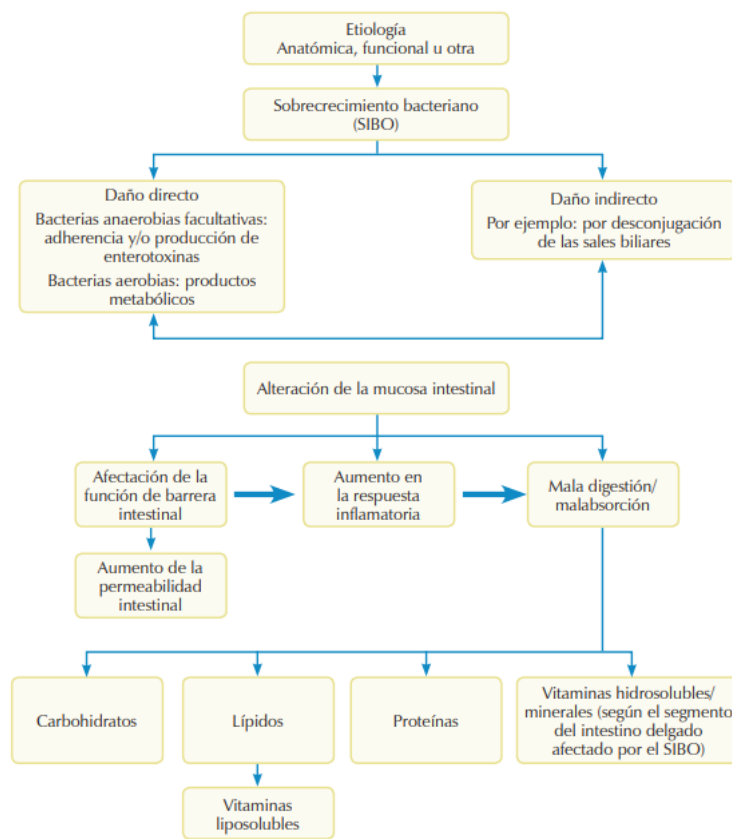 Etiología
Anatómica, funcional u otra
Sobrecrecimiento bacteriano
(SIBO)
Daño directo
Bacterias anaerobias facultativas:
adherencia y/o producción de
enterotoxinas
Bacterias aerobias: productos
metabólicos
Daño indirecto
Por ejemplo: por desconjugación
de las sales biliares
Alteración de la mucosa intestinal
Afectación de la
función de barrera
intestinal
Aumento en
la respuesta
inflamatoria
Mala digestión/
malabsorción
Aumento de la
permeabilidad
intestinal
Carbohidratos
Lípidos
Proteínas
Vitaminas hidrosolubles/
minerales (según el segmento
del intestino delgado
afectado por el SIBO)
Vitaminas
liposolubles